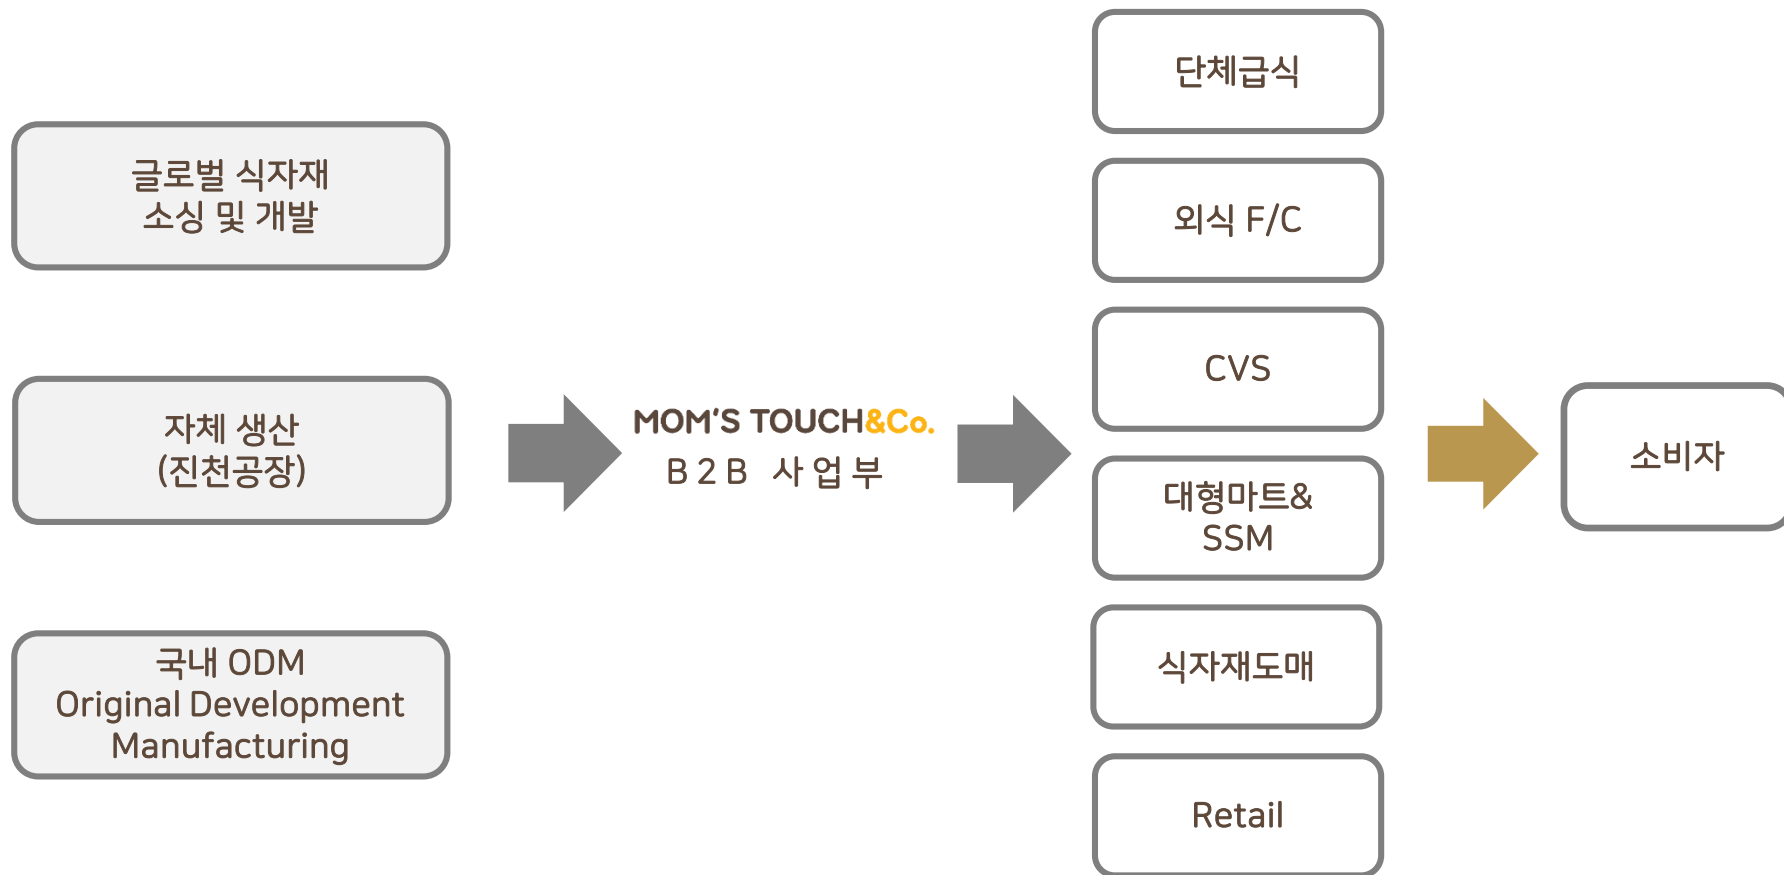 글로벌 식자재
소싱 및 개발
자체 생산
(진천공장)
국내 ODM
Original Development
Manufacturing
MOM'S TOUCH&Co.
B2B 사업부
단체급식
외식 F/C
CVS
대형마트&
SSM
식자재도매
Retail
소비자